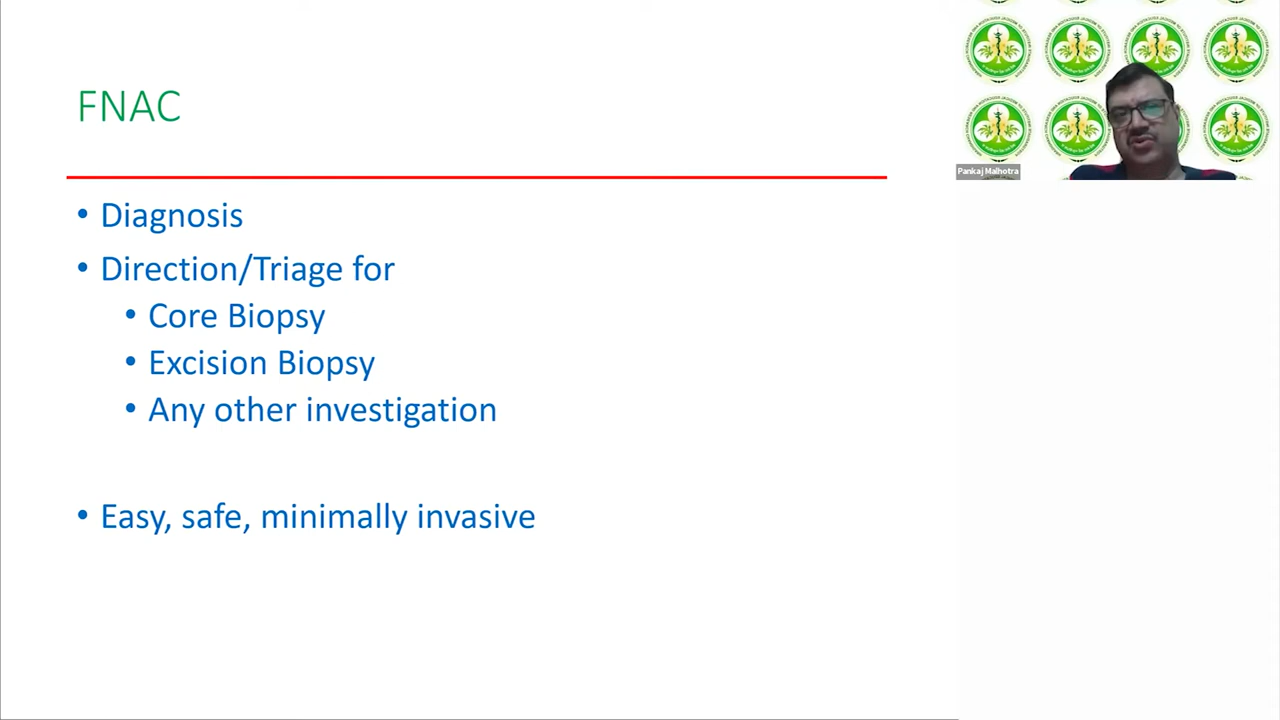 FNAC
• Diagnosis
• Direction/Triage for
• Core Biopsy
• Excision Biopsy
• Any other investigation
• Easy, safe, minimally invasive
Pankaj Malhotra